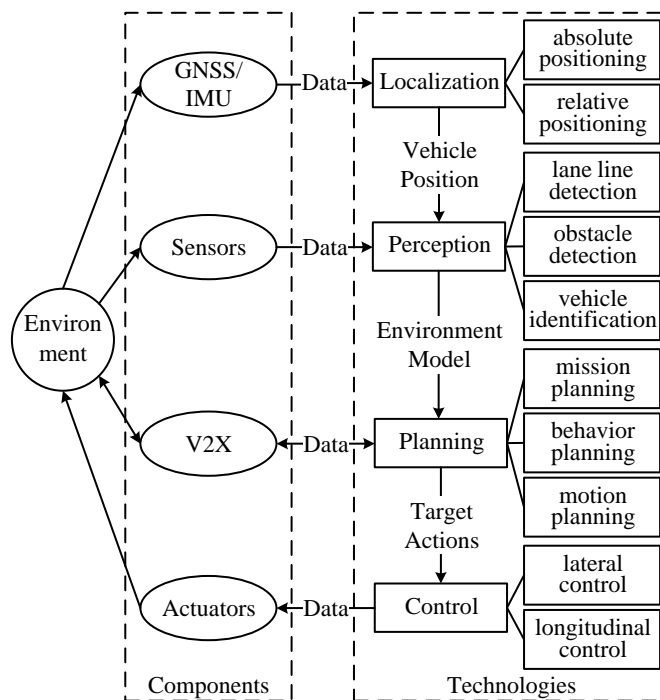 GNSS/
IMU
Data
Localization
absolute
positioning
relative
positioning
Vehicle
Position
Sensors
Data
Perception
lane line
detection
obstacle
detection
vehicle
identification
Environ
ment
Environment
Model
V2X
Data
Planning
mission
planning
behavior
planning
motion
planning
Target
Actions
Actuators
Data
Control
lateral
control
longitudinal
control
Components
Technologies